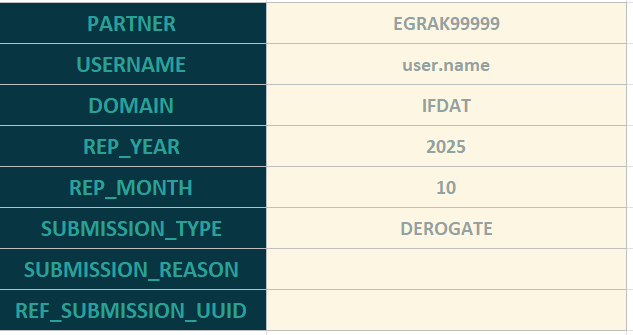 PARTNER EGRAK99999
USERNAME user.name
DOMAIN IFDAT
REP_YEAR 2025
REP_MONTH 10
SUBMISSION_TYPE DEROGATE
SUBMISSION_REASON
REF_SUBMISSION_UUID